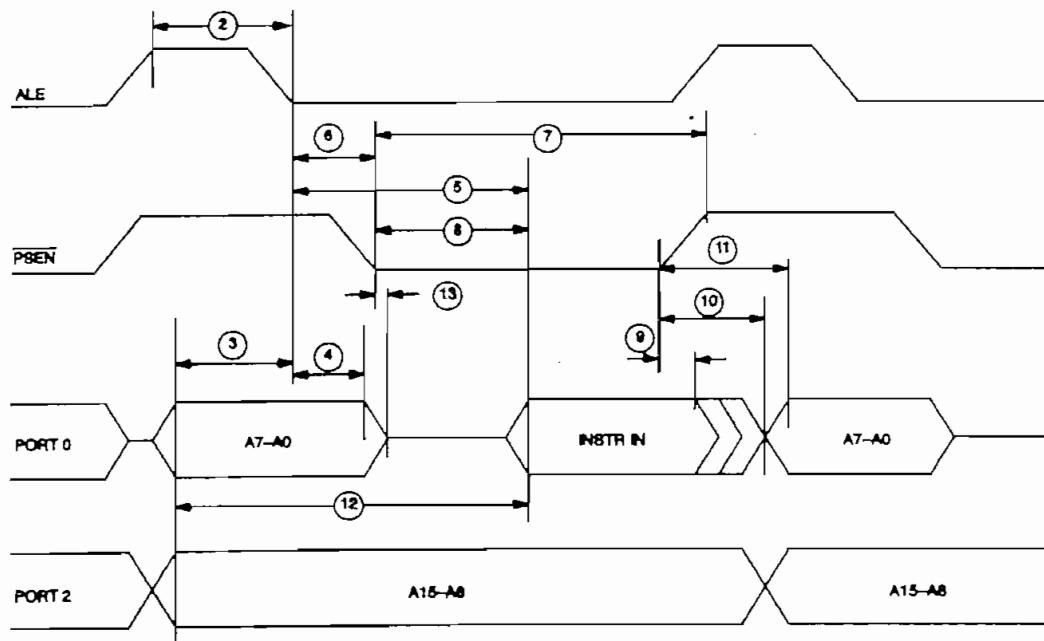 2
ALE
6
7
5
8
PSEN
11
13
10
9
3
4
PORT 0
A7–A0
INSTR IN
A7–A0
12
PORT 2
A15–A8
A15–A8